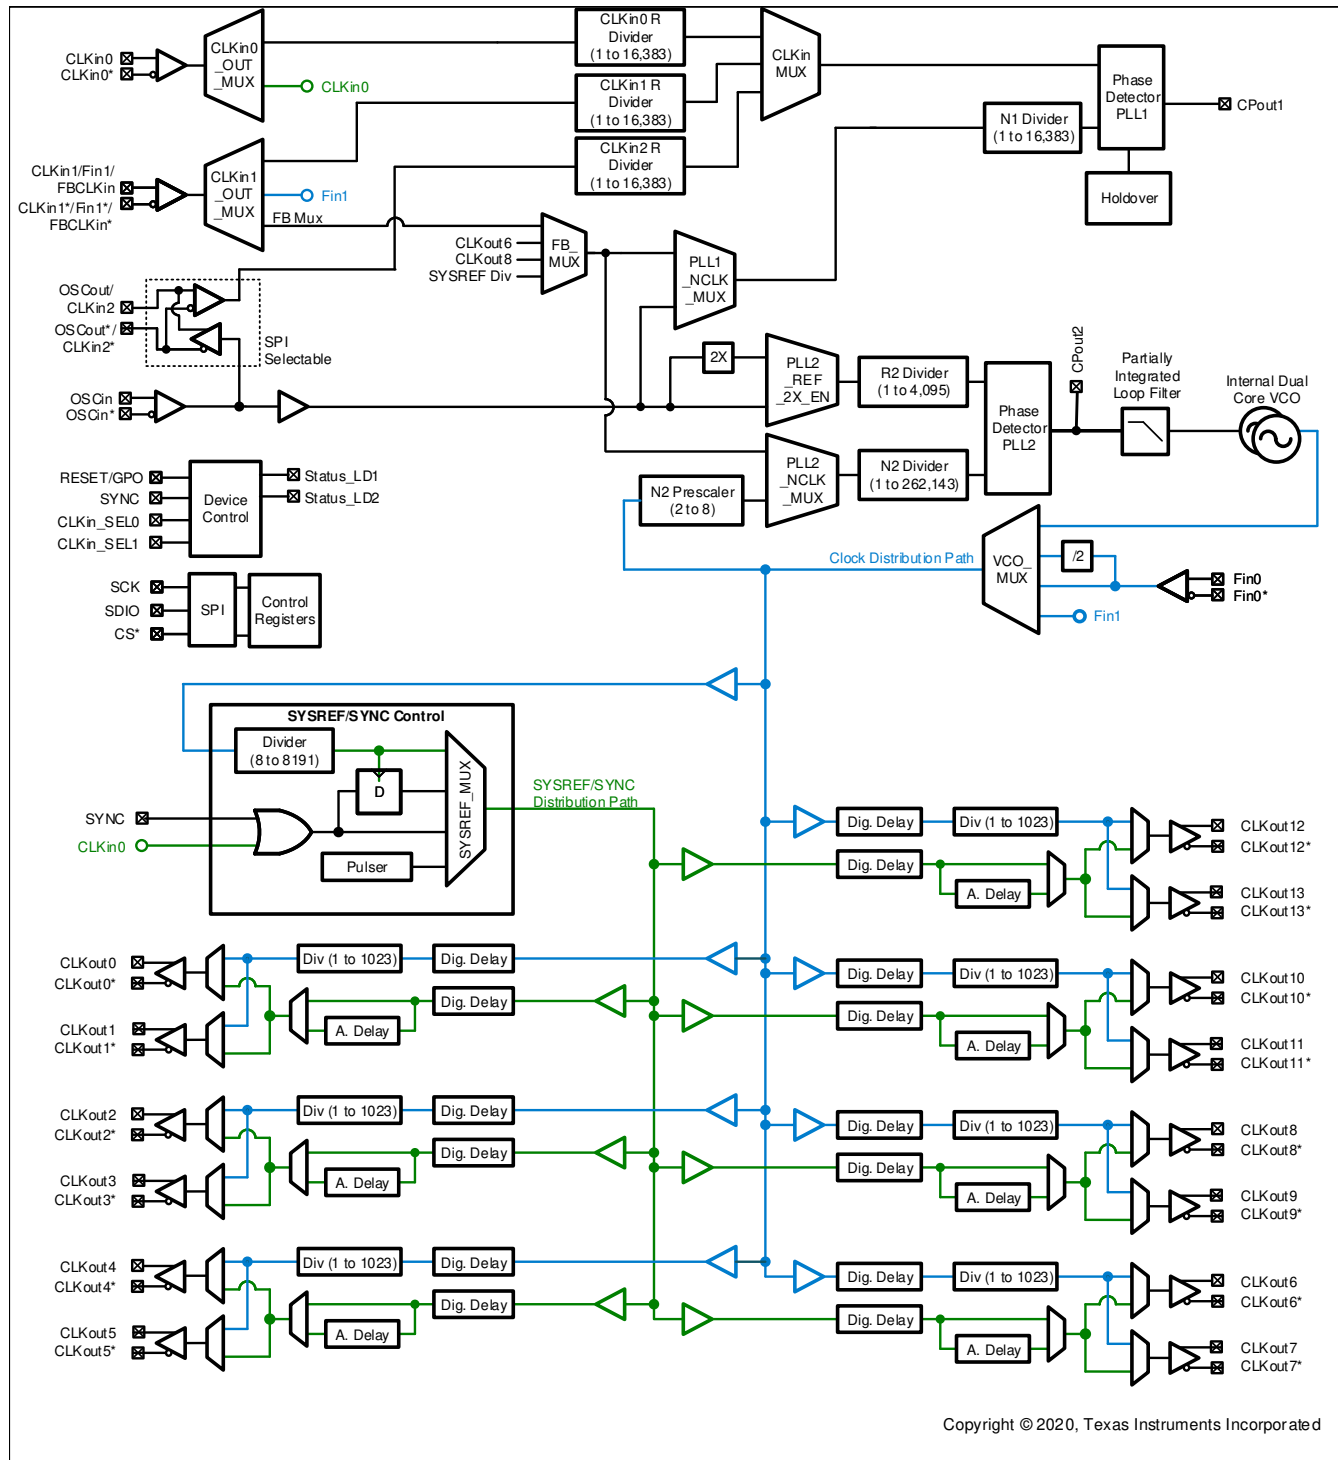 CLKin0
CLKin0*
CLKin0
_OUT
_MUX
CLKin0
CLKin0 R
Divider
(1 to 16,383)
CLKin1 R
Divider
(1 to 16,383)
CLKin2 R
Divider
(1 to 16,383)
CLKin
MUX
Phase
Detector
PLL1
CPout1
N1 Divider
(1 to 16,383)
Holdover
CLKin1/Fin1/
FBCLKin
CLKin1*/Fin1*/
FBCLKin*
CLKin1
_OUT
_MUX
Fin1
FB Mux
CLKout6
CLKout8
SYSREF Div
FB_
MUX
PLL1
_NCLK
_MUX
OSCout/
CLKin2
OSCout*/
CLKin2*
SPI
Selectable
OSCin
OSCin*
2X
PLL2
_REF
_2X_EN
R2 Divider
(1 to 4,095)
Phase
Detector
PLL2
CPout2
Partially
Integrated
Loop Filter
Internal Dual
Core VCO
PLL2
_NCLK
_MUX
N2 Divider
(1 to 262,143)
N2 Prescaler
(2 to 8)
RESET/GPO
SYNC
CLKin_SEL0
CLKin_SEL1
Device
Control
Status_LD1
Status_LD2
Clock Distribution Path
VCO_
MUX
/2
Fin0
Fin0*
Fin1
SCK
SDIO
CS*
SPI
Control
Registers
SYSREF/SYNC Control
Divider
(8 to 8191)
D
SYSREF_MUX
Pulser
SYNC
CLKin0
SYSREF/SYNC
Distribution Path
Dig. Delay
Div (1 to 1023)
Dig. Delay
A. Delay
CLKout12
CLKout12*
CLKout13
CLKout13*
CLKout0
CLKout0*
CLKout1
CLKout1*
Div (1 to 1023)
Dig. Delay
Dig. Delay
A. Delay
Dig. Delay
Div (1 to 1023)
Dig. Delay
A. Delay
CLKout10
CLKout10*
CLKout11
CLKout11*
CLKout2
CLKout2*
CLKout3
CLKout3*
Div (1 to 1023)
Dig. Delay
Dig. Delay
A. Delay
Dig. Delay
Div (1 to 1023)
Dig. Delay
A. Delay
CLKout8
CLKout8*
CLKout9
CLKout9*
CLKout4
CLKout4*
CLKout5
CLKout5*
Div (1 to 1023)
Dig. Delay
Dig. Delay
A. Delay
Dig. Delay
Div (1 to 1023)
Dig. Delay
A. Delay
CLKout6
CLKout6*
CLKout7
CLKout7*
Copyright © 2020, Texas Instruments Incorporated